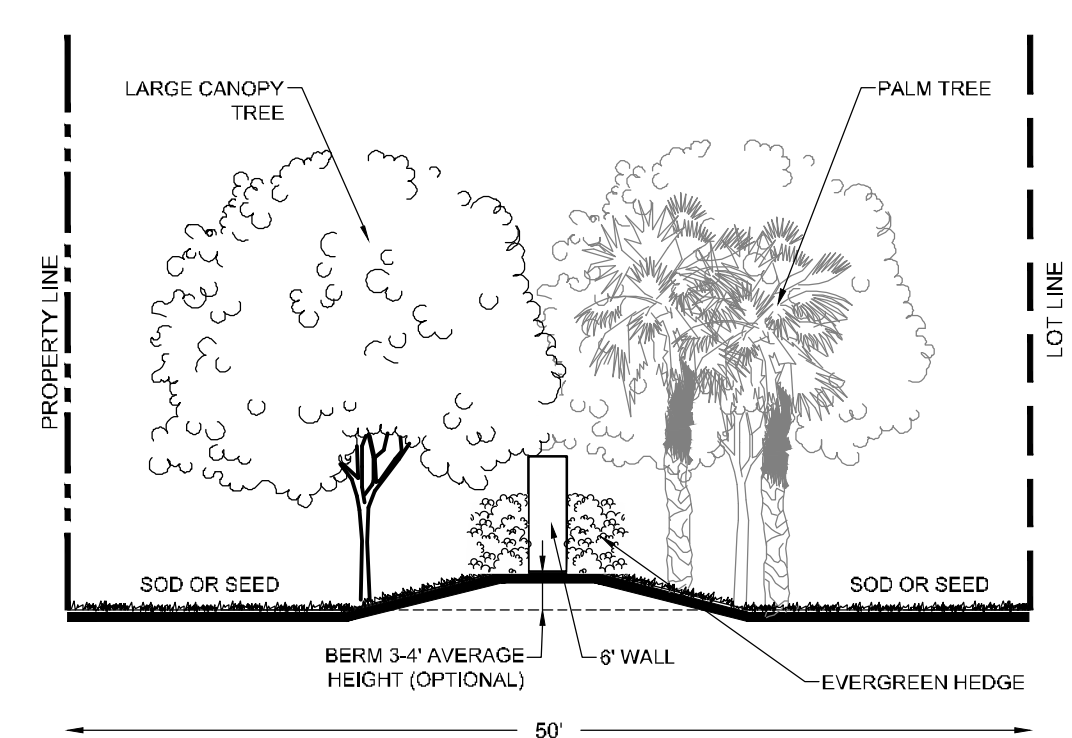 LARGE CANOPY
TREE
PALM TREE
PROPERTY LINE
LOT LINE
SOD OR SEED
SOD OR SEED
BERM 3-4' AVERAGE
HEIGHT (OPTIONAL)
6' WALL
EVERGREEN HEDGE
50'